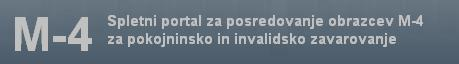 M-4
Spletni portal za posredovanje obrazcev M-4
za pokojninsko in invalidsko zavarovanje